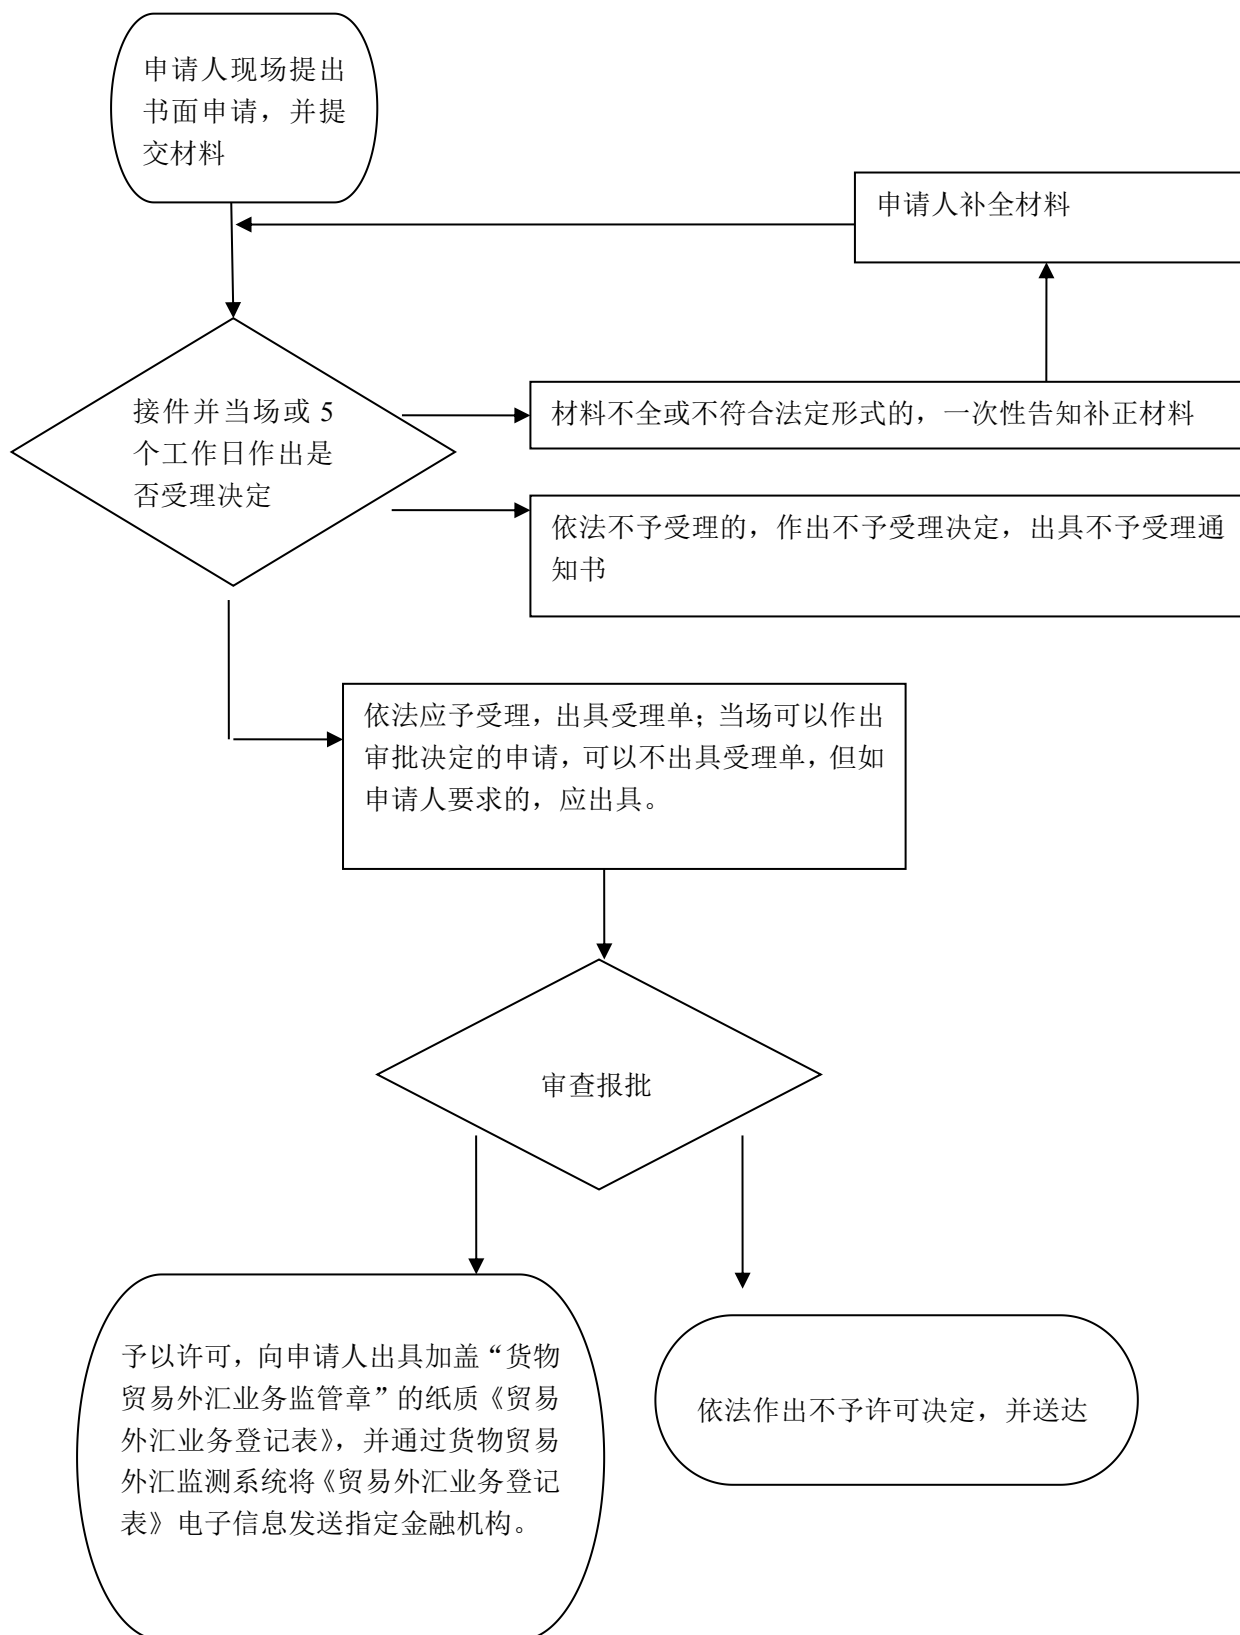 申请人现场提出
书面申请，并提
交材料
申请人补全材料
接件并当场或 5
个工作日作出是
否受理决定
材料不全或不符合法定形式的，一次性告知补正材料
依法不予受理的，作出不予受理决定，出具不予受理通
知书
依法应予受理，出具受理单；当场可以作出
审批决定的申请，可以不出具受理单，但如
申请人要求的，应出具。
审查报批
予以许可，向申请人出具加盖“货物
贸易外汇业务监管章”的纸质《贸易
外汇业务登记表》，并通过货物贸易
外汇监测系统将《贸易外汇业务登记
表》电子信息发送指定金融机构。
依法作出不予许可决定，并送达